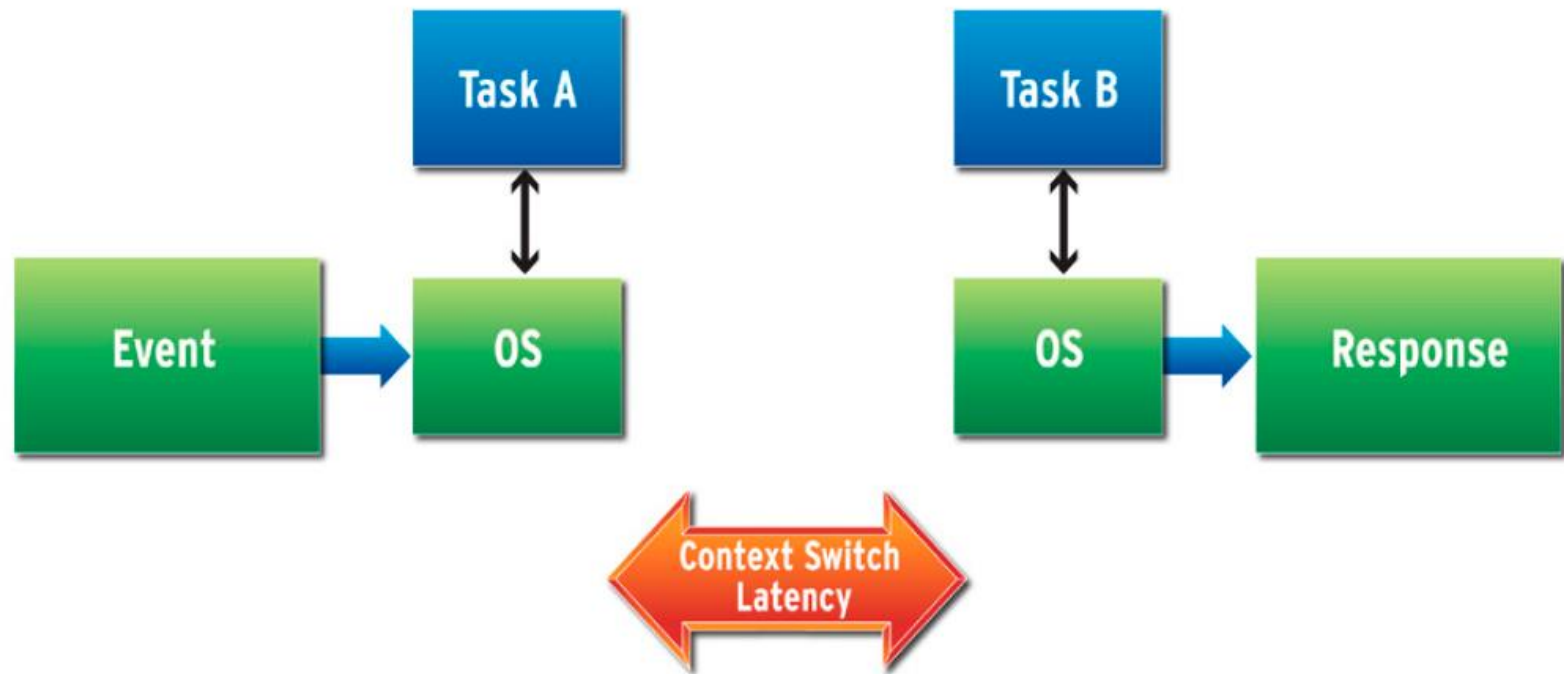 Task A
Task B
Event
OS
OS
Response
Context Switch
Latency